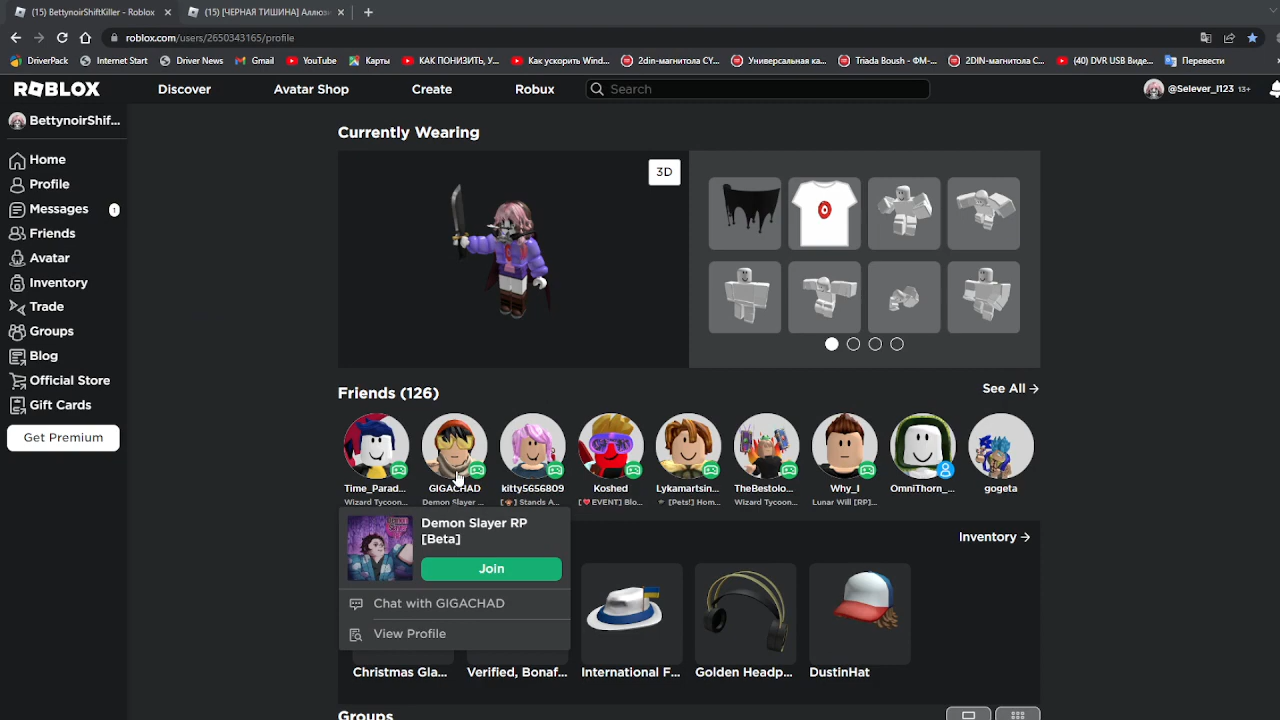 (15) BettynoirShiftKiller - Roblox
(15) [ЧЕРНАЯ ТИШИНА] Аллюзи
roblox.com/users/2650343165/profile
DriverPack
Internet Start
Driver News
Gmail
YouTube
Карты
КАК ПОНИЗИТЬ, У...
Как ускорить Wind...
2din-магнитола CY...
Универсальная ка...
Triada Boush - ФМ-...
2DIN-магнитола С...
(40) DVR USB Виде...
Перевести
ROBLOX
Discover
Avatar Shop
Create
Robux
Search
@Selever_I123 13+
BettynoirShif...
Home
Profile
Messages 1
Friends
Avatar
Inventory
Trade
Groups
Blog
Official Store
Gift Cards
Get Premium
Currently Wearing
3D
Friends (126)
See All →
Time_Parad...
GIGACHAD
kitty5656809
Koshed
Lykamartsin...
TheBestolo...
Why_I
OmniThorn_...
gogeta
Wizard Tycoon...
Demon Slayer ...
Stands A...
EVENT] Blo...
[Pets!] Hom...
Wizard Tycoon...
Lunar Will [RP]...
Demon Slayer RP
[Beta]
Join
Chat with GIGACHAD
View Profile
Inventory →
Christmas Gla...
Verified, Bonaf...
International F...
Golden Headp...
DustinHat
Groups